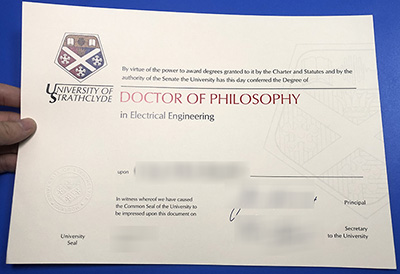 UNIVERSITY OF
STRATHCLYDE
By virtue of the power to award degrees granted to it by the Charter and Statutes and by the
authority of the Senate the University has this day conferred the Degree of
DOCTOR OF PHILOSOPHY
in Electrical Engineering
upon
In witness whereof we have caused
the Common Seal of the University to
be impressed upon this document on
Principal
University
Seal
Secretary
to the University